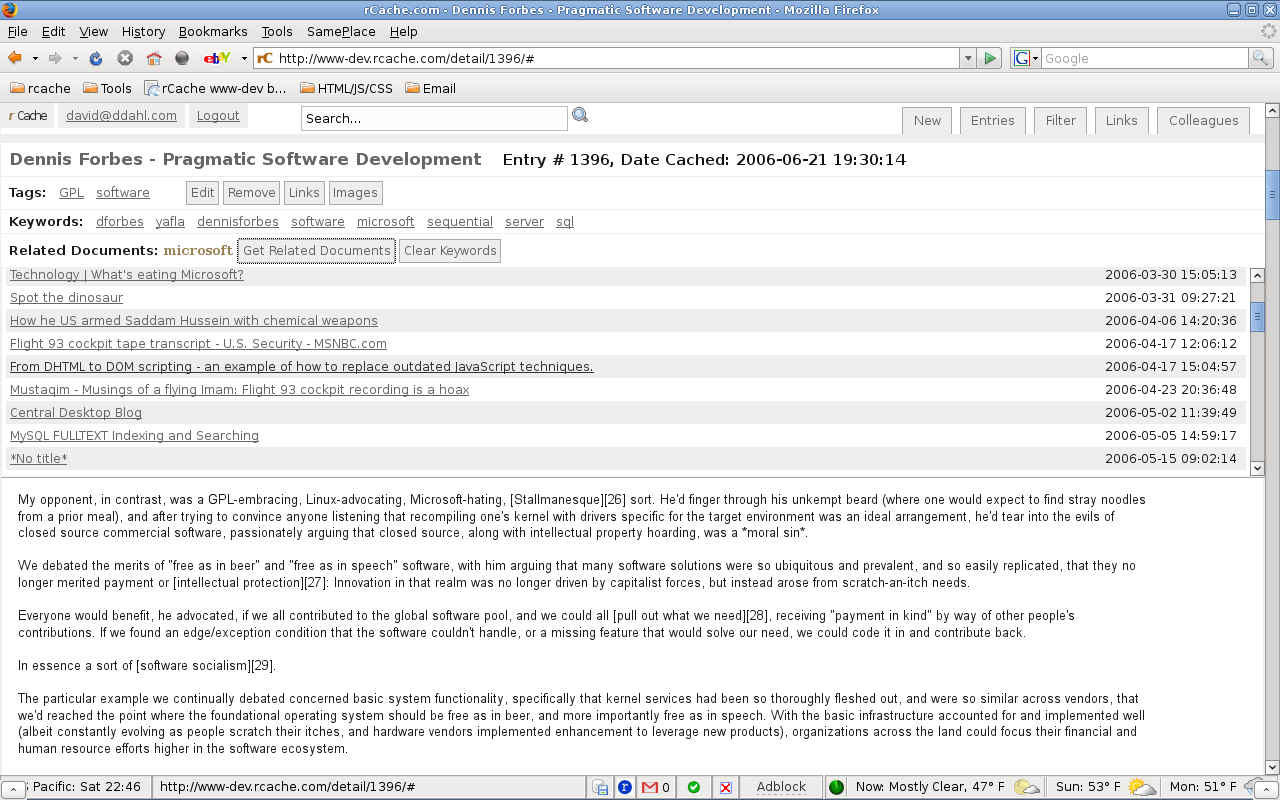 rCache.com - Dennis Forbes - Pragmatic Software Development - Mozilla Firefox
File Edit View History Bookmarks Tools SamePlace Help
ebY rC http://www-dev.rcache.com/detail/1396/# G Google
rcache Tools rCache www-dev b... HTML/JS/CSS Email
r Cache david@ddahl.com Logout Search... New Entries Filter Links Colleagues
Dennis Forbes - Pragmatic Software Development Entry # 1396, Date Cached: 2006-06-21 19:30:14
Tags: GPL software Edit Remove Links Images
Keywords: dforbes yafla dennisforbes software microsoft sequential server sql
Related Documents: microsoft Get Related Documents Clear Keywords
Technology | What's eating Microsoft? 2006-03-30 15:05:13
Spot the dinosaur 2006-03-31 09:27:21
How he US armed Saddam Hussein with chemical weapons 2006-04-06 14:20:36
Flight 93 cockpit tape transcript - U.S. Security - MSNBC.com 2006-04-17 12:06:12
From DHTML to DOM scripting - an example of how to replace outdated JavaScript techniques. 2006-04-17 15:04:57
Mustaqim - Musings of a flying Imam: Flight 93 cockpit recording is a hoax 2006-04-23 20:36:48
Central Desktop Blog 2006-05-02 11:39:49
MySQL FULLTEXT Indexing and Searching 2006-05-05 14:59:17
*No title* 2006-05-15 09:02:14
My opponent, in contrast, was a GPL-embracing, Linux-advocating, Microsoft-hating, [Stallmanesque][26] sort. He'd finger through his unkempt beard (where one would expect to find stray noodles
from a prior meal), and after trying to convince anyone listening that recompiling one's kernel with drivers specific for the target environment was an ideal arrangement, he'd tear into the evils of
closed source commercial software, passionately arguing that closed source, along with intellectual property hoarding, was a *moral sin*.
We debated the merits of "free as in beer" and "free as in speech" software, with him arguing that many software solutions were so ubiquitous and prevalent, and so easily replicated, that they no
longer merited payment or [intellectual protection][27]: Innovation in that realm was no longer driven by capitalist forces, but instead arose from scratch-an-itch needs.
Everyone would benefit, he advocated, if we all contributed to the global software pool, and we could all [pull out what we need][28], receiving "payment in kind" by way of other people's
contributions. If we found an edge/exception condition that the software couldn't handle, or a missing feature that would solve our need, we could code it in and contribute back.
In essence a sort of [software socialism][29].
The particular example we continually debated concerned basic system functionality, specifically that kernel services had been so thoroughly fleshed out, and were so similar across vendors, that
we'd reached the point where the foundational operating system should be free as in beer, and more importantly free as in speech. With the basic infrastructure accounted for and implemented well
(albeit constantly evolving as people scratch their itches, and hardware vendors implemented enhancement to leverage new products), organizations across the land could focus their financial and
human resource efforts higher in the software ecosystem.
Pacific: Sat 22:46 http://www-dev.rcache.com/detail/1396/# r 0 Adblock Now: Mostly Clear, 47° F Sun: 53° F Mon: 51° F